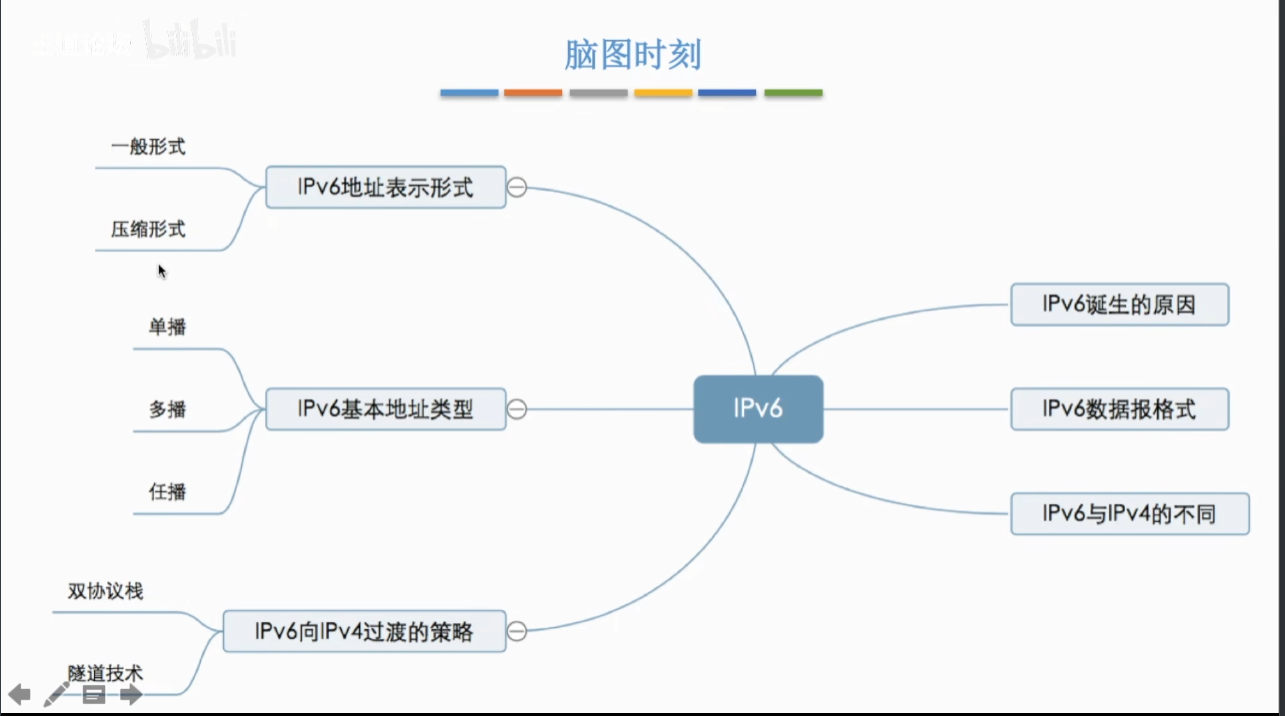 bilibili
脑图时刻
一般形式
IPv6地址表示形式
压缩形式
单播
IPv6基本地址类型
多播
任播
双协议栈
IPv6向IPv4过渡的策略
隧道技术
IPv6
IPv6诞生的原因
IPv6数据报格式
IPv6与IPv4的不同